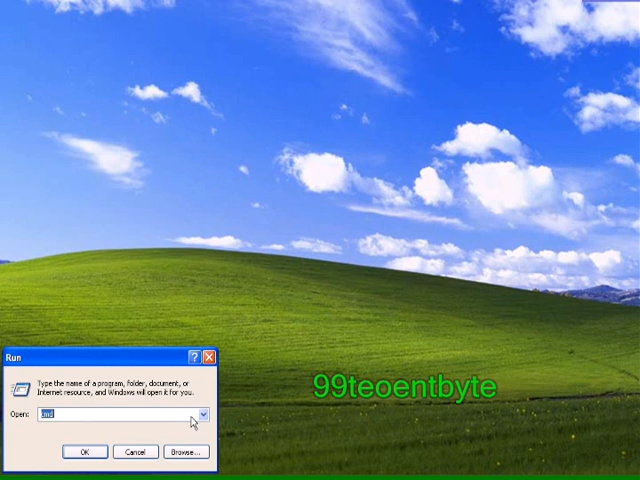 Run
Type the name of a program, folder, document, or
Internet resource, and Windows will open it for you.
Open:
cmd
OK
Cancel
Browse...
99teoentbyte